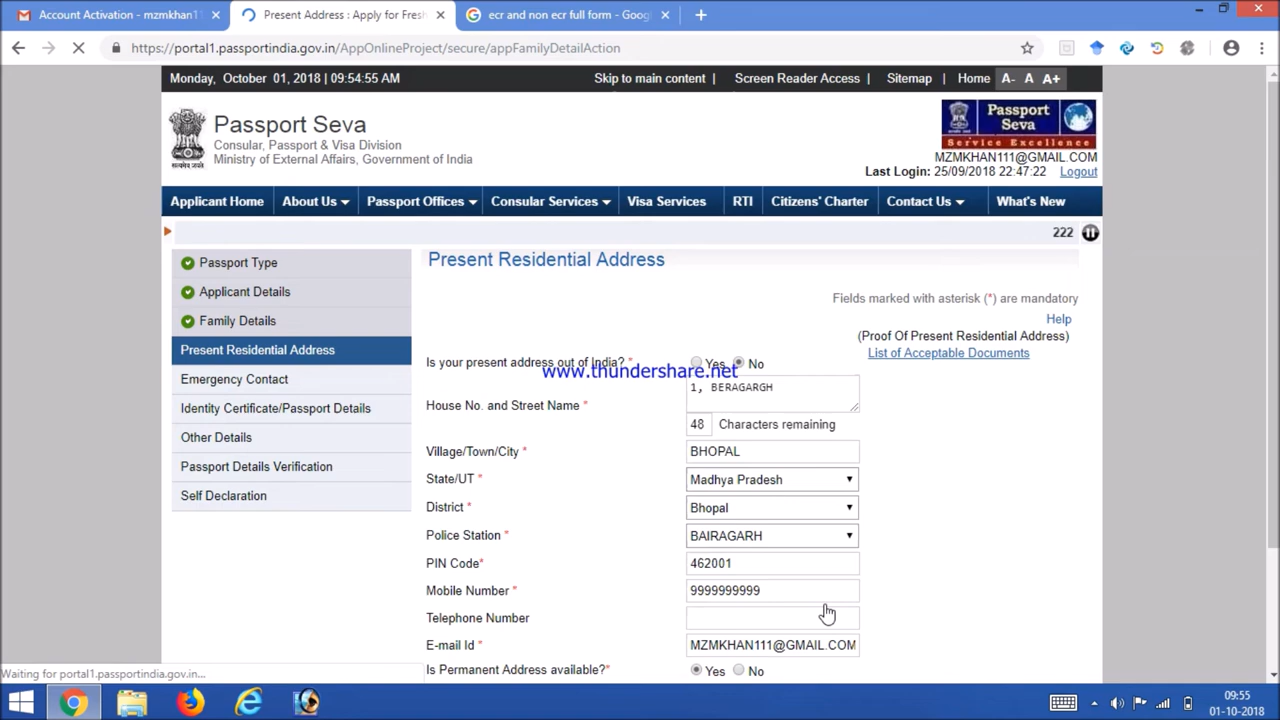 Account Activation - mzmkhan11
Present Address : Apply for Fresh
ecr and non ecr full form - Goog
https://portal1.passportindia.gov.in/AppOnlineProject/secure/appFamilyDetailAction
Monday, October 01, 2018 | 09:54:55 AM
Skip to main content | Screen Reader Access | Sitemap | Home A- A A+
Passport Seva
Consular, Passport & Visa Division
Ministry of External Affairs, Government of India
Passport
Seva
Service Excellence
MZMKHAN111@GMAIL.COM
Last Login: 25/09/2018 22:47:22 Logout
Applicant Home About Us Passport Offices Consular Services Visa Services RTI Citizens' Charter Contact Us What's New
222
Passport Type
Applicant Details
Family Details
Present Residential Address
Emergency Contact
Identity Certificate/Passport Details
Other Details
Passport Details Verification
Self Declaration
Present Residential Address
Fields marked with asterisk (*) are mandatory
Help
(Proof Of Present Residential Address)
List of Acceptable Documents
Is your present address out of India? * Yes No
www.thundershare.net
House No. and Street Name * 1, BERAGARGH
48 Characters remaining
Village/Town/City * BHOPAL
State/UT * Madhya Pradesh
District * Bhopal
Police Station * BAIRAGARH
PIN Code* 462001
Mobile Number * 9999999999
Telephone Number
E-mail Id * MZMKHAN111@GMAIL.COM
Is Permanent Address available?* Yes No
Waiting for portal1.passportindia.gov.in...
09:55
01-10-2018